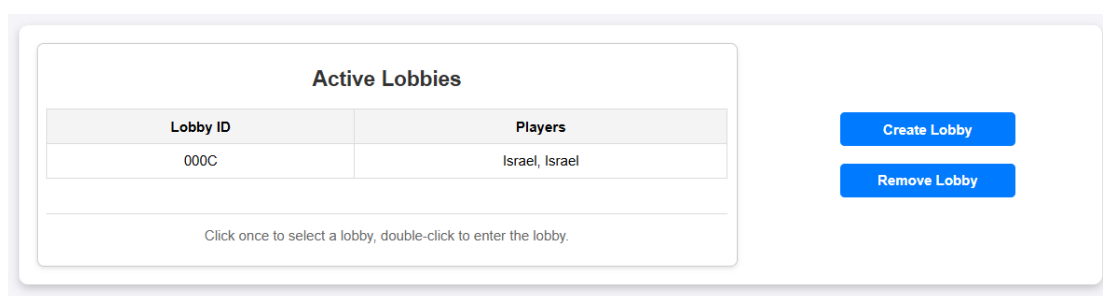 Active Lobbies
Lobby ID Players
000C Israel, Israel
Click once to select a lobby, double-click to enter the lobby.
Create Lobby
Remove Lobby